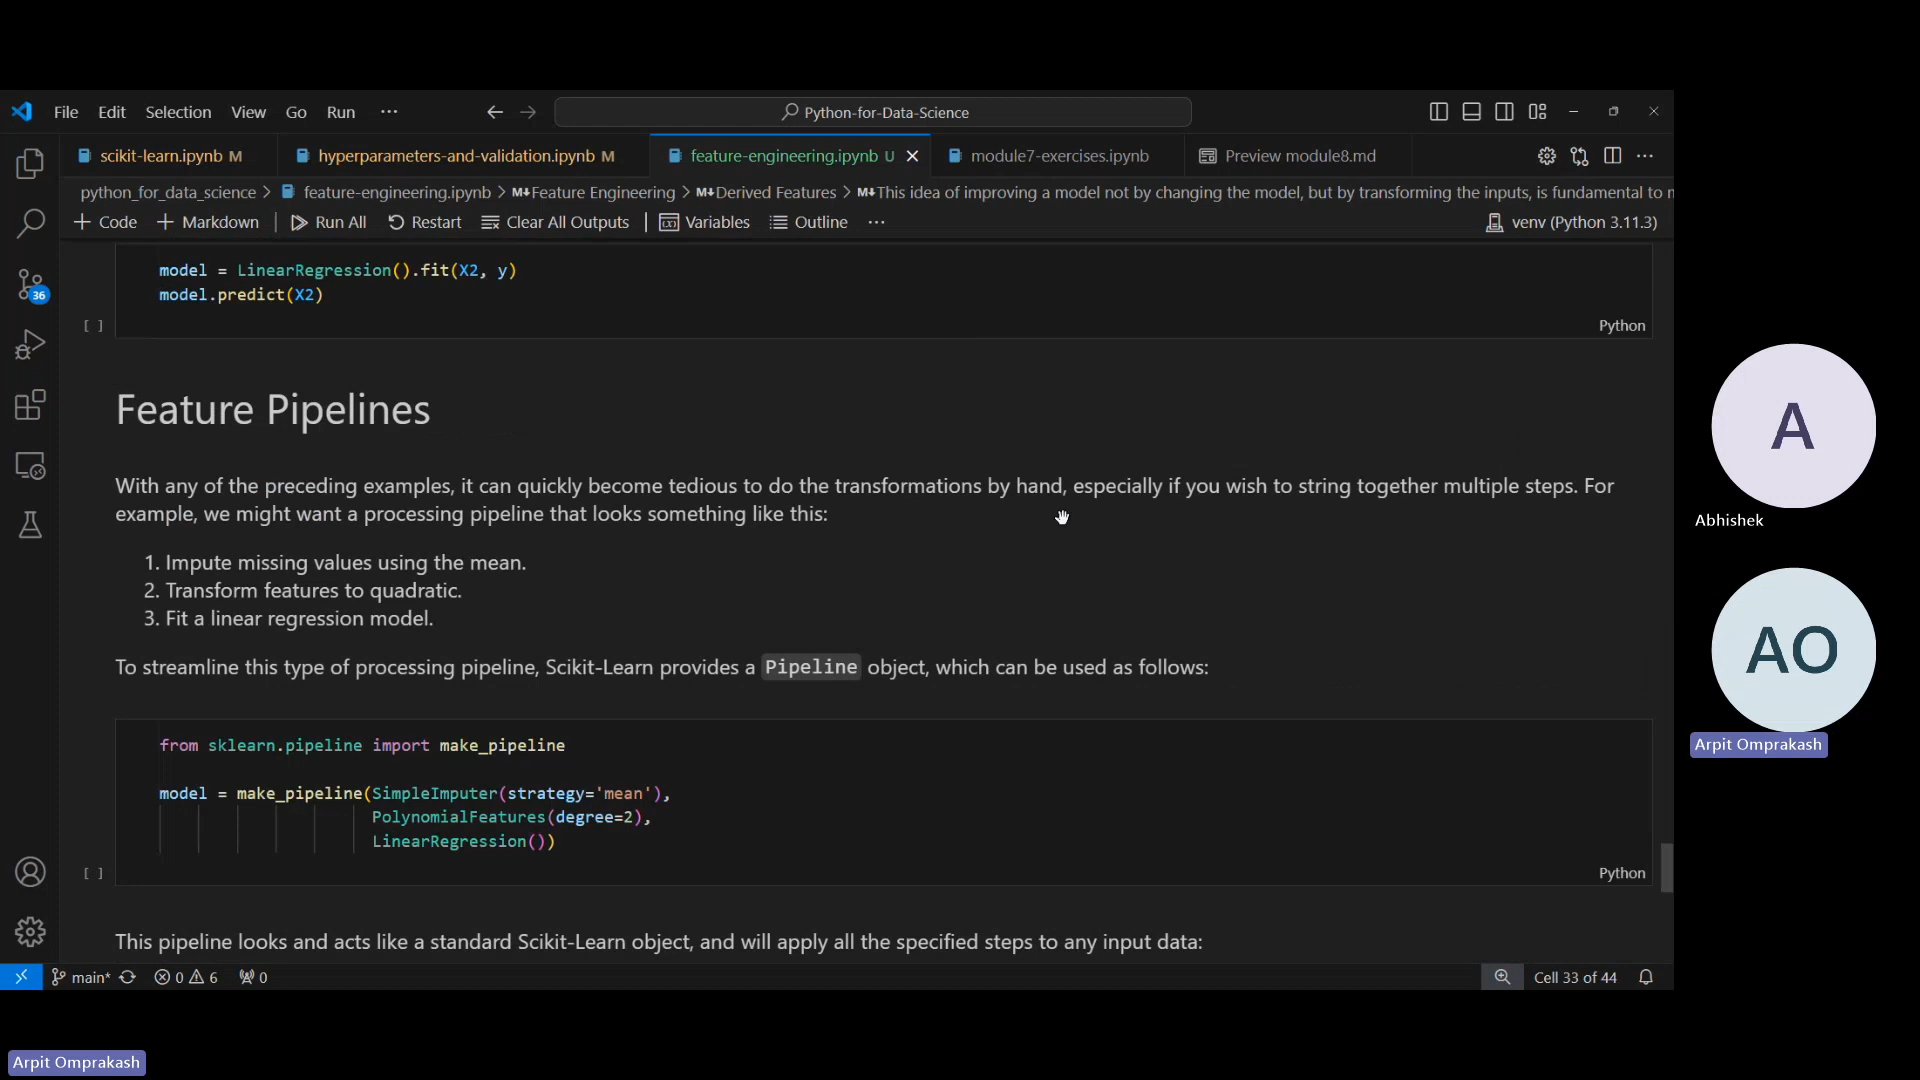 File Edit Selection View Go Run ··· Python-for-Data-Science
scikit-learn.ipynb M hyperparameters-and-validation.ipynb M feature-engineering.ipynb U module7-exercises.ipynb Preview module8.md ···
python_for_data_science > feature-engineering.ipynb > M↓Feature Engineering > M↓Derived Features > M↓This idea of improving a model not by changing the model, but by transforming the inputs, is fundamental to m
+ Code + Markdown Run All Restart Clear All Outputs (x) Variables Outline ··· venv (Python 3.11.3)
36
model = LinearRegression().fit(X2, y)
model.predict(X2)
[ ] Python
Feature Pipelines
With any of the preceding examples, it can quickly become tedious to do the transformations by hand, especially if you wish to string together multiple steps. For
example, we might want a processing pipeline that looks something like this:
1. Impute missing values using the mean.
2. Transform features to quadratic.
3. Fit a linear regression model.
To streamline this type of processing pipeline, Scikit-Learn provides a Pipeline object, which can be used as follows:
from sklearn.pipeline import make_pipeline
model = make_pipeline(SimpleImputer(strategy='mean'),
PolynomialFeatures(degree=2),
LinearRegression())
[ ] Python
This pipeline looks and acts like a standard Scikit-Learn object, and will apply all the specified steps to any input data:
main* 0 6 0 Cell 33 of 44
A
Abhishek
AO
Arpit Omprakash
Arpit Omprakash